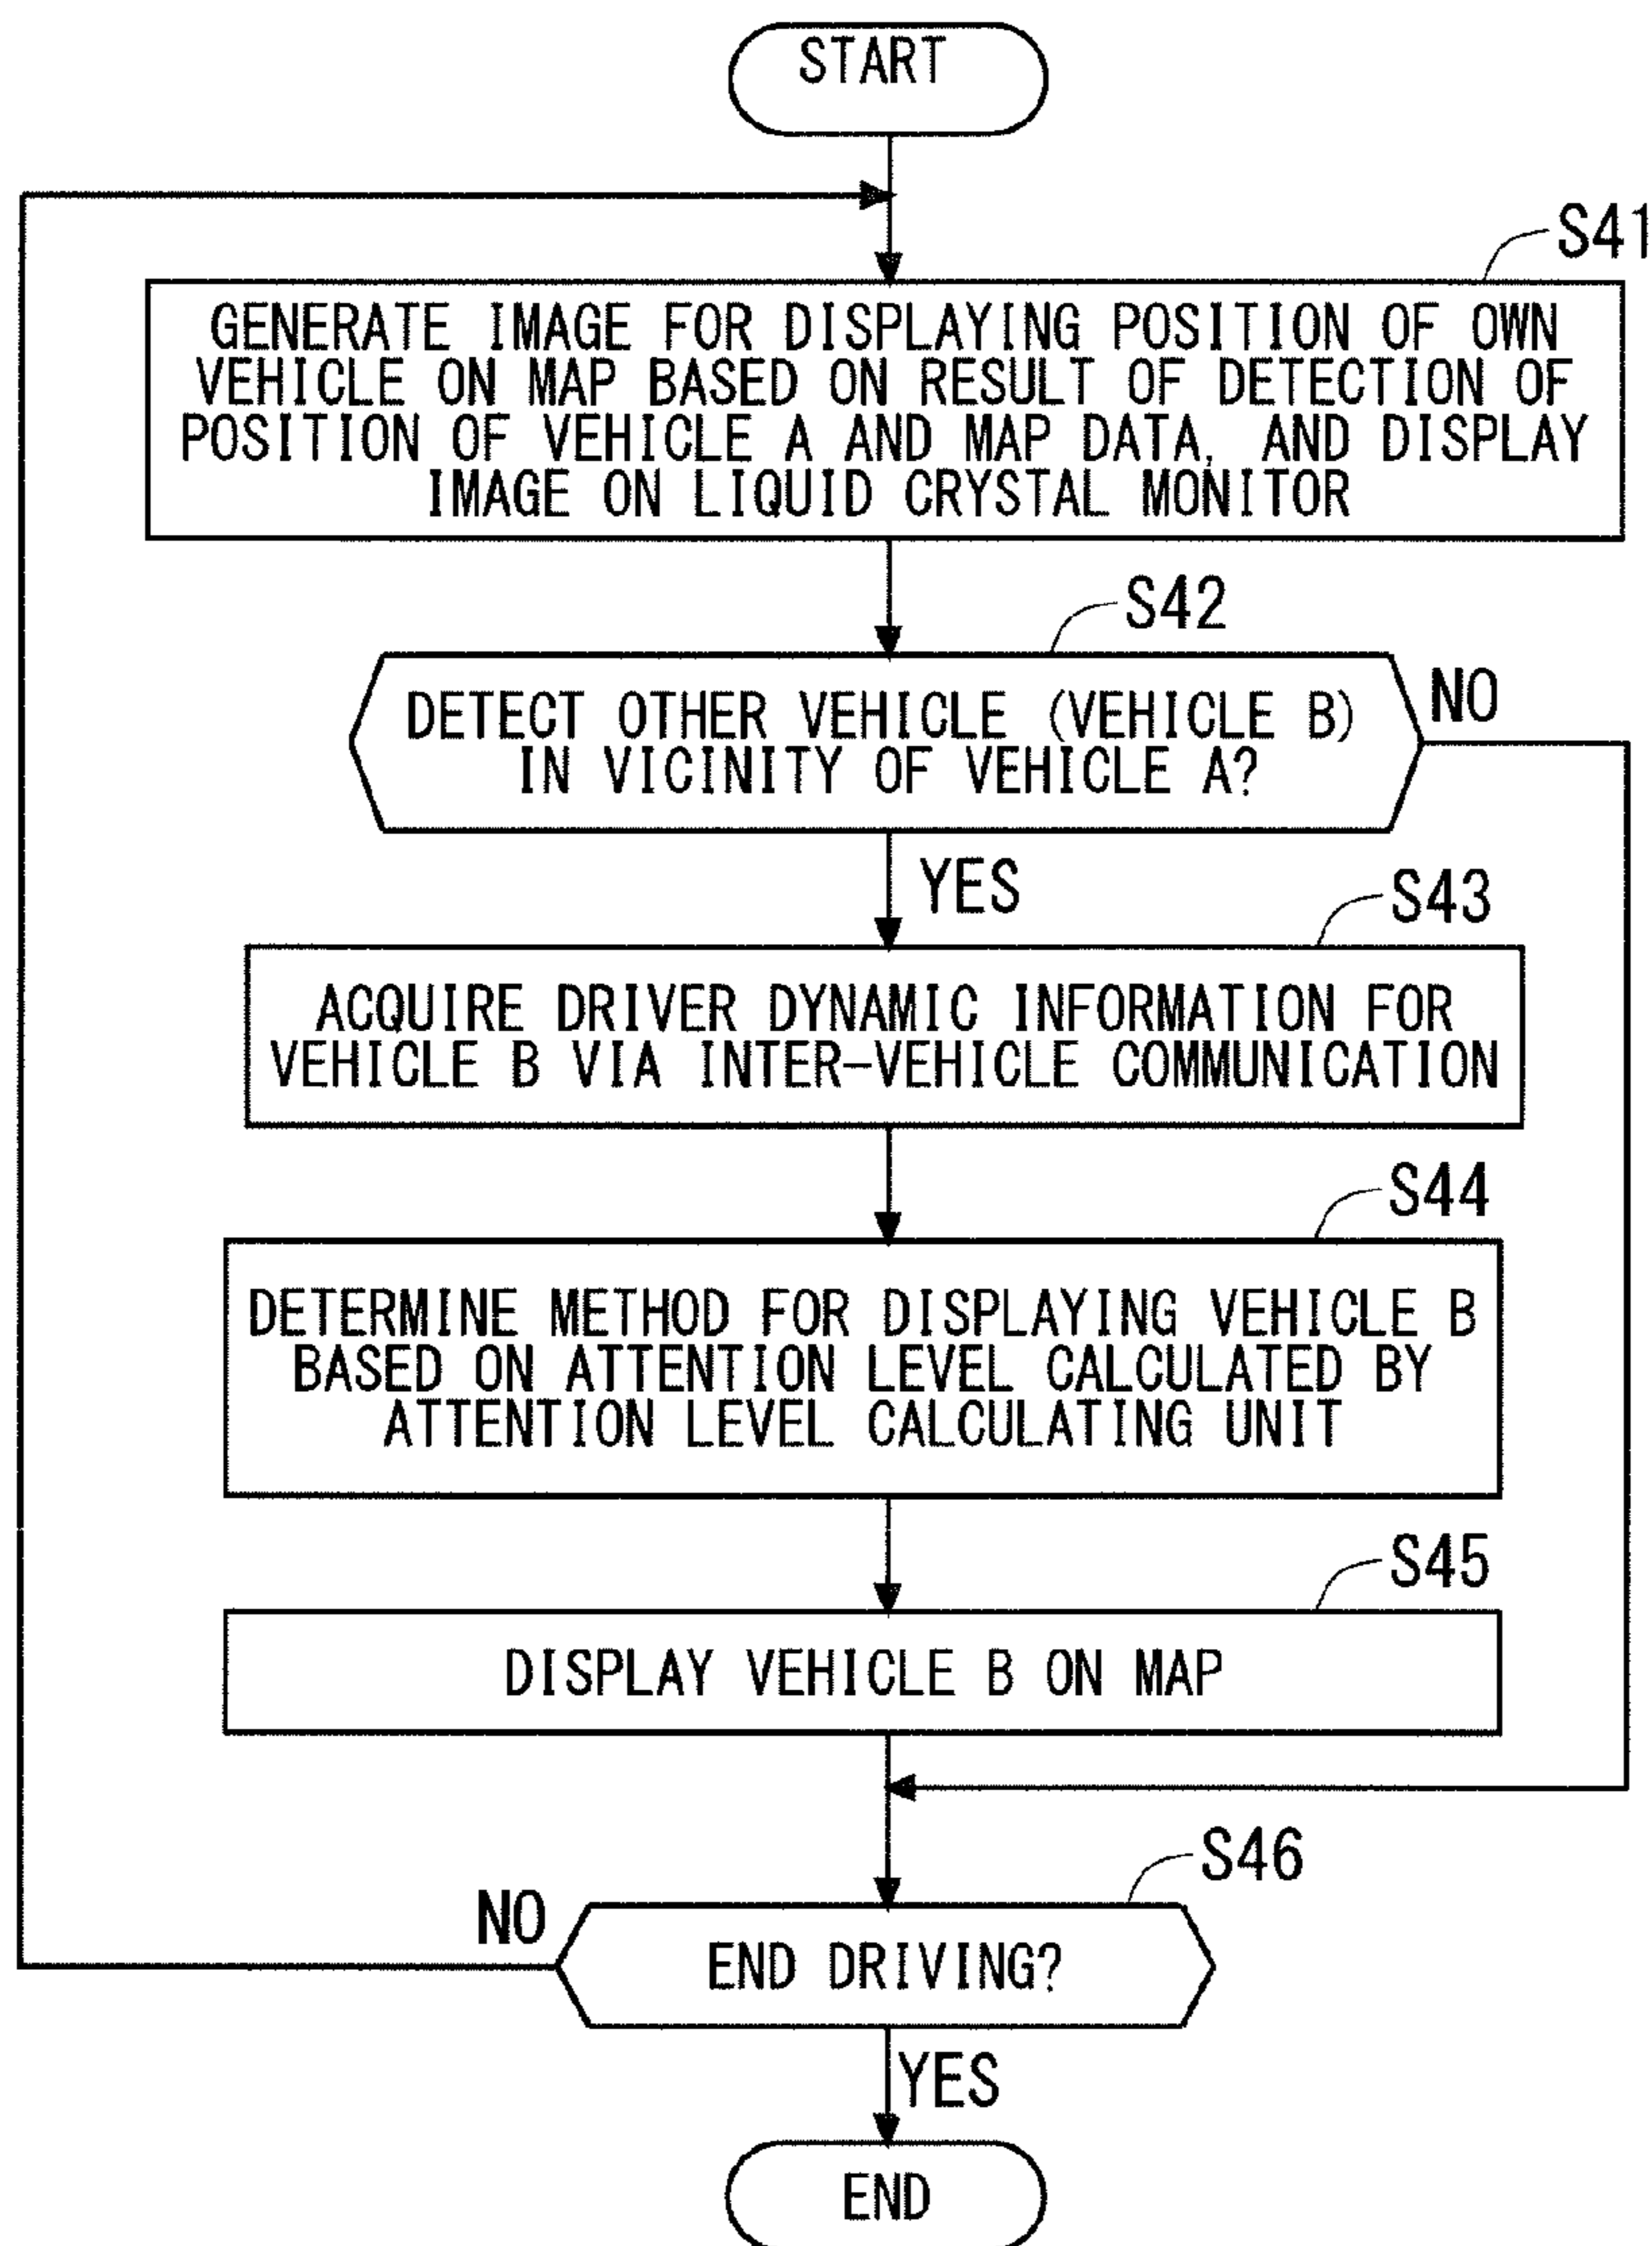 START
S41
GENERATE IMAGE FOR DISPLAYING POSITION OF OWN
VEHICLE ON MAP BASED ON RESULT OF DETECTION OF
POSITION OF VEHICLE A AND MAP DATA, AND DISPLAY
IMAGE ON LIQUID CRYSTAL MONITOR
S42
DETECT OTHER VEHICLE (VEHICLE B)
IN VICINITY OF VEHICLE A?
NO
YES
S43
ACQUIRE DRIVER DYNAMIC INFORMATION FOR
VEHICLE B VIA INTER-VEHICLE COMMUNICATION
S44
DETERMINE METHOD FOR DISPLAYING VEHICLE B
BASED ON ATTENTION LEVEL CALCULATED BY
ATTENTION LEVEL CALCULATING UNIT
S45
DISPLAY VEHICLE B ON MAP
S46
NO
END DRIVING?
YES
END